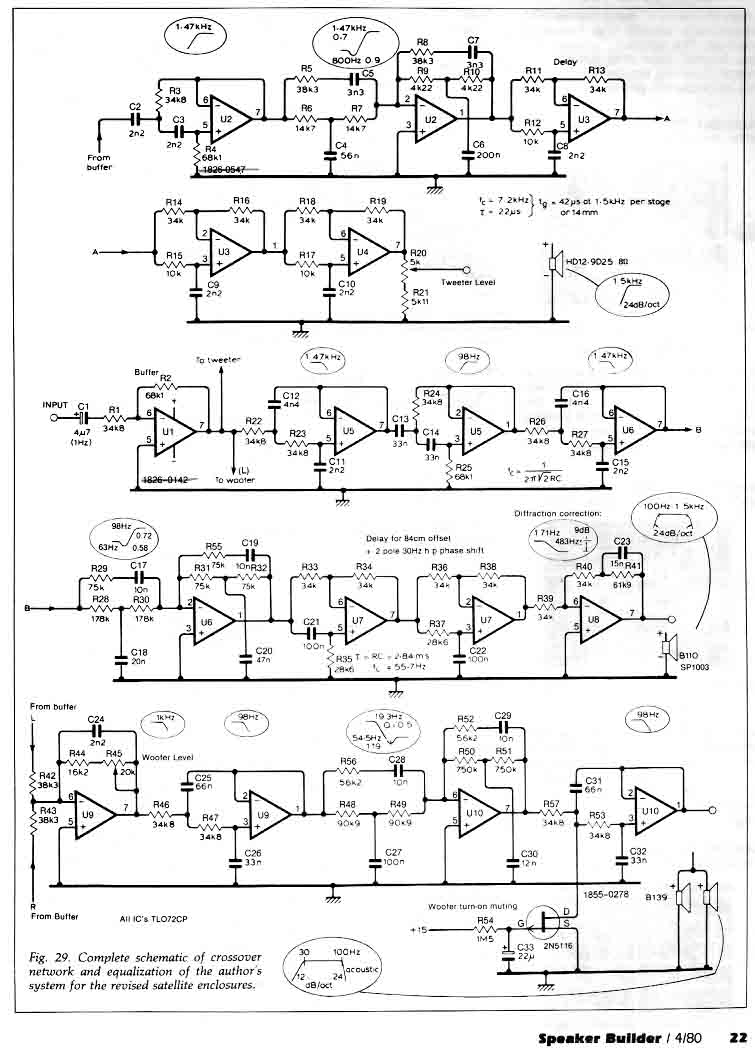 1·47kHz
1·47kHz
0·7
800Hz 0.9
R8
38k3
C7
3n3
R5
38k3
C5
3n3
R9
4k22
R10
4k22
R11
34k
Delay
R13
34k
C2
2n2
R3
34k8
C3
2n2
6
5
U2
7
R6
14k7
R7
14k7
2
3
U2
1
R12
10k
6
5
U3
7
A
From
buffer
R4
68k1
1826-0547
C4
56n
C6
200n
C8
2n2
R14
34k
R16
34k
R18
34k
R19
34k
fc = 7.2kHz
τ = 22µs
tg = 42µs at 1·5kHz per stage
or 14mm
A
R15
10k
2
3
U3
1
R17
10k
6
5
U4
7
R20
5k
Tweeter Level
HD12·9D25 8Ω
C9
2n2
C10
2n2
R21
5k11
1 5kHz
24dB/oct
To tweeter
1 47kHz
98Hz
1 47kHz
Buffer
R2
68k1
INPUT
C1
4µ7
(1Hz)
R1
34k8
6
5
U1
7
R22
34k8
C12
4n4
R23
34k8
6
5
U5
7
C13
33n
R24
34k8
C14
33n
2
3
U5
1
R26
34k8
C16
4n4
R27
34k8
6
5
U6
7
B
1826-0142
(L)
To wooter
C11
2n2
R25
68k1
fc = 1
2π√2RC
C15
2n2
Diffraction correction:
100Hz 1 5kHz
24dB/oct
98Hz
0.72
63Hz
0.58
Delay for 84cm offset
+ 2 pole 30Hz h p phase shift
171Hz
9dB
483Hz
C23
15n
R29
75k
C17
10n
R55
75k
C19
10n
R31
75k
R32
75k
R33
34k
R34
34k
R36
34k
R38
34k
R40
34k
R41
61k9
B
R28
178k
R30
178k
2
3
U6
1
C21
100n
6
5
U7
7
R37
28k6
2
3
U7
1
R39
34k
6
5
U8
7
C18
20n
C20
47n
R35
28k6
T = RC = 2·84ms
fL = 55·7Hz
C22
100n
B110
SP1003
From buffer
L
C24
2n2
1kHz
98Hz
19 3Hz
Q=0·5
54·5Hz
1 19
R52
56k2
C29
10n
98Hz
R44
16k2
R45
20k
Wooter Level
C25
66n
R56
56k2
C28
10n
R50
750k
R51
750k
C31
66n
R42
38k3
R43
38k3
6
5
U9
7
R46
34k8
R47
34k8
2
3
U9
1
R48
90k9
R49
90k9
6
5
U10
7
R57
34k8
R53
34k8
2
3
U10
1
C26
33n
C27
100n
C30
12n
C32
33n
R
From Butter
All IC's TL072CP
Wooter turn-on muting
+15
R54
1M5
G
D
S
2N5116
C33
22µ
1855-0278
B139
30 100Hz
12 24
dB/oct
acoustic
Fig. 29. Complete schematic of crossover
network and equalization of the author's
system for the revised satellite enclosures.
Speaker Builder / 4/80 22